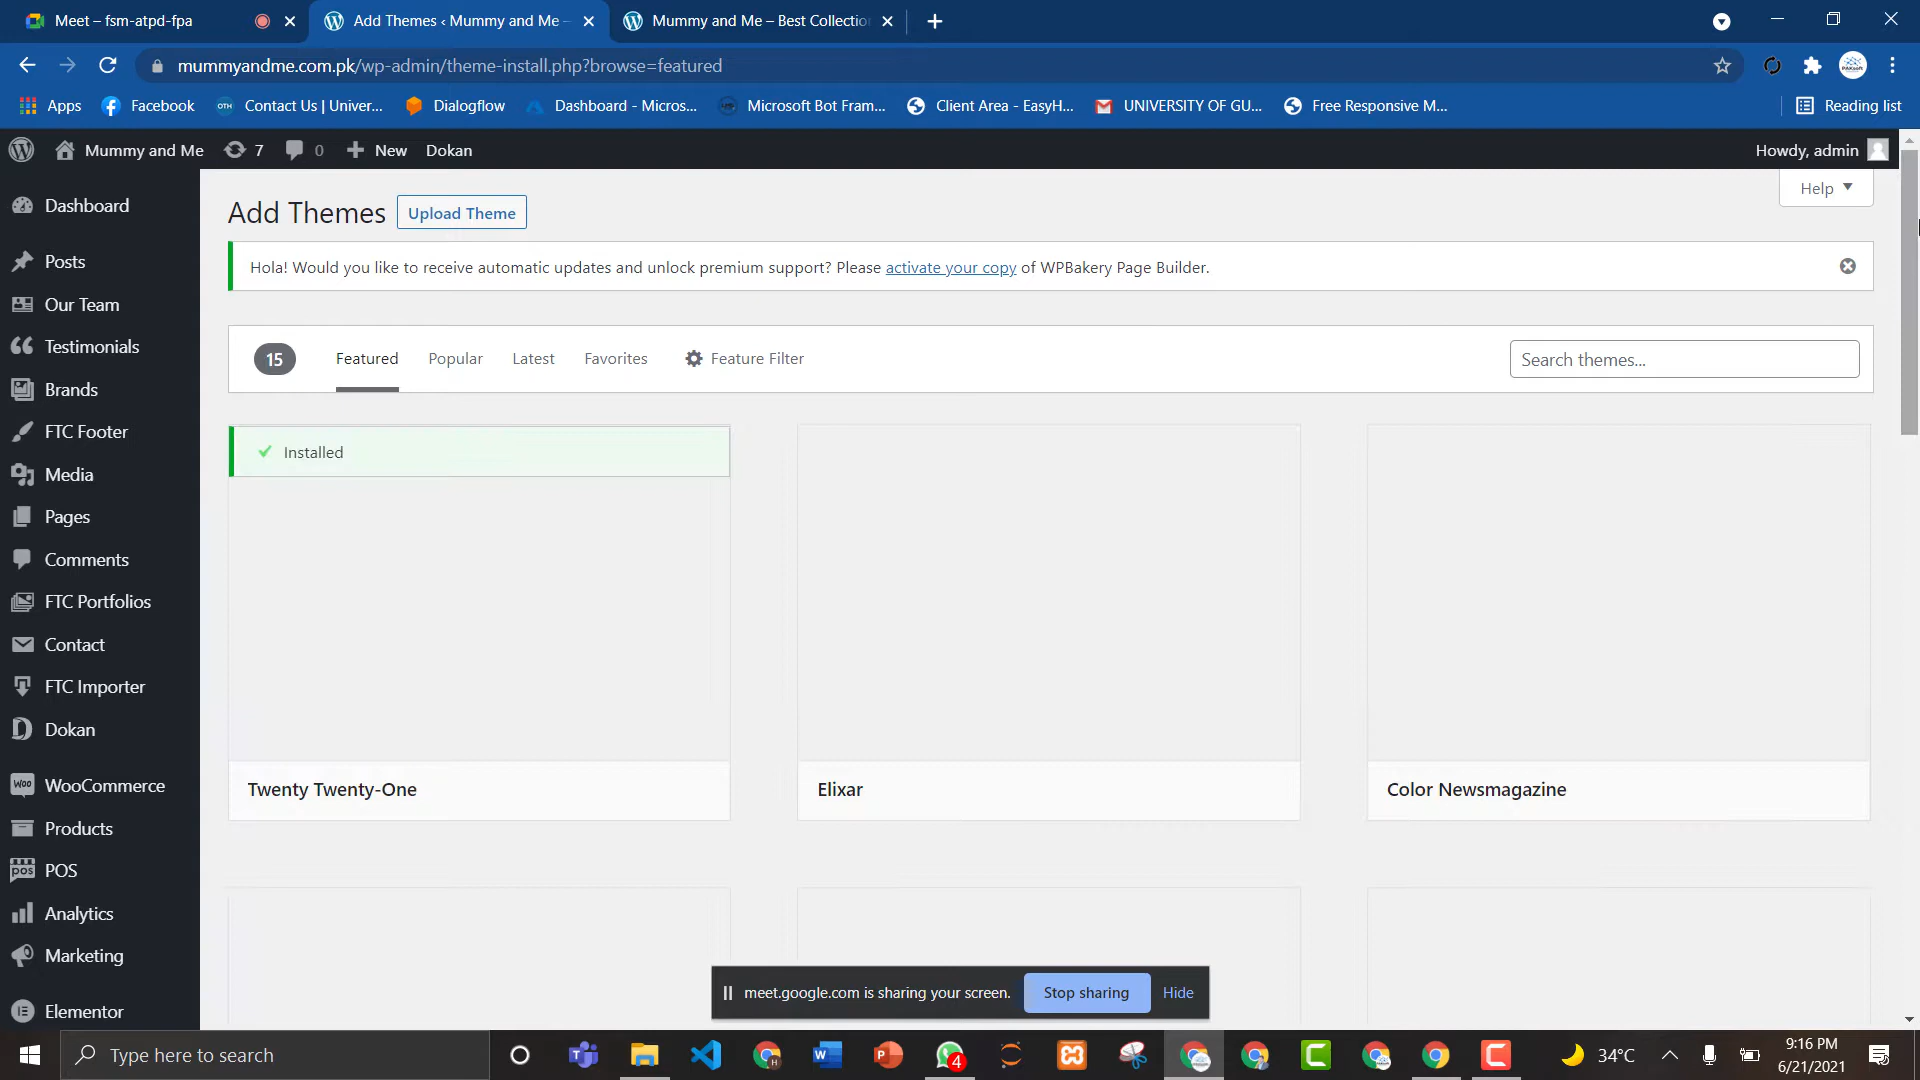 Meet – fsm-atpd-fpa
Add Themes ‹ Mummy and Me –
Mummy and Me – Best Collection
mummyandme.com.pk/wp-admin/theme-install.php?browse=featured
Apps
Facebook
OTH
Contact Us | Univer...
Dialogflow
Dashboard - Micros...
Microsoft Bot Fram...
Client Area - EasyH...
UNIVERSITY OF GU...
Free Responsive M...
Reading list
Mummy and Me
7
0
New
Dokan
Howdy, admin
Dashboard
Posts
Our Team
Testimonials
Brands
FTC Footer
Media
Pages
Comments
FTC Portfolios
Contact
FTC Importer
Dokan
Woo
WooCommerce
Products
pos
POS
Analytics
Marketing
Elementor
Help
Add Themes
Upload Theme
Hola! Would you like to receive automatic updates and unlock premium support? Please activate your copy of WPBakery Page Builder.
15
Featured
Popular
Latest
Favorites
Feature Filter
Search themes...
Installed
Twenty Twenty-One
Elixar
Color Newsmagazine
meet.google.com is sharing your screen.
Stop sharing
Hide
Type here to search
4
34°C
9:16 PM
6/21/2021